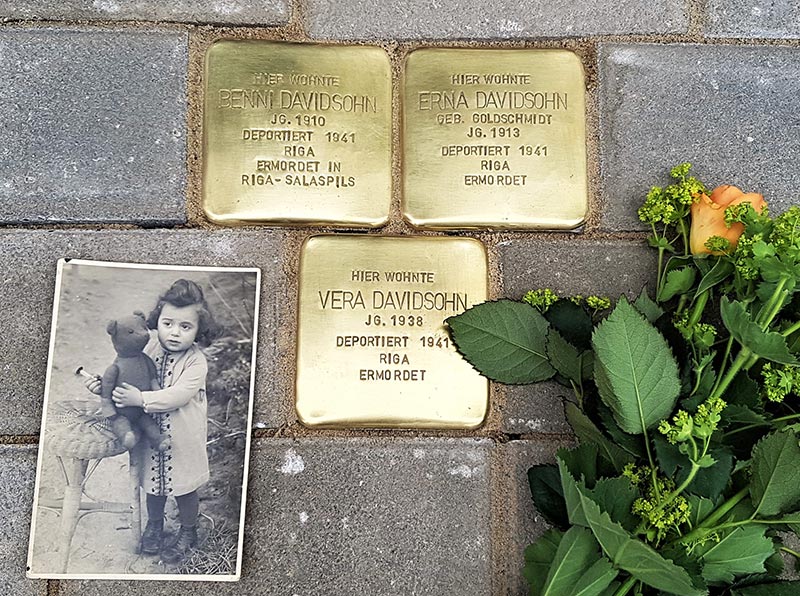 HIER WOHNTE
BENNI DAVIDSOHN
JG. 1910
DEPORTIERT 1941
RIGA
ERMORDET IN
RIGA-SALASPILS
HIER WOHNTE
ERNA DAVIDSOHN
GEB. GOLDSCHMIDT
JG. 1913
DEPORTIERT 1941
RIGA
ERMORDET
HIER WOHNTE
VERA DAVIDSOHN
JG. 1938
DEPORTIERT 1941
RIGA
ERMORDET